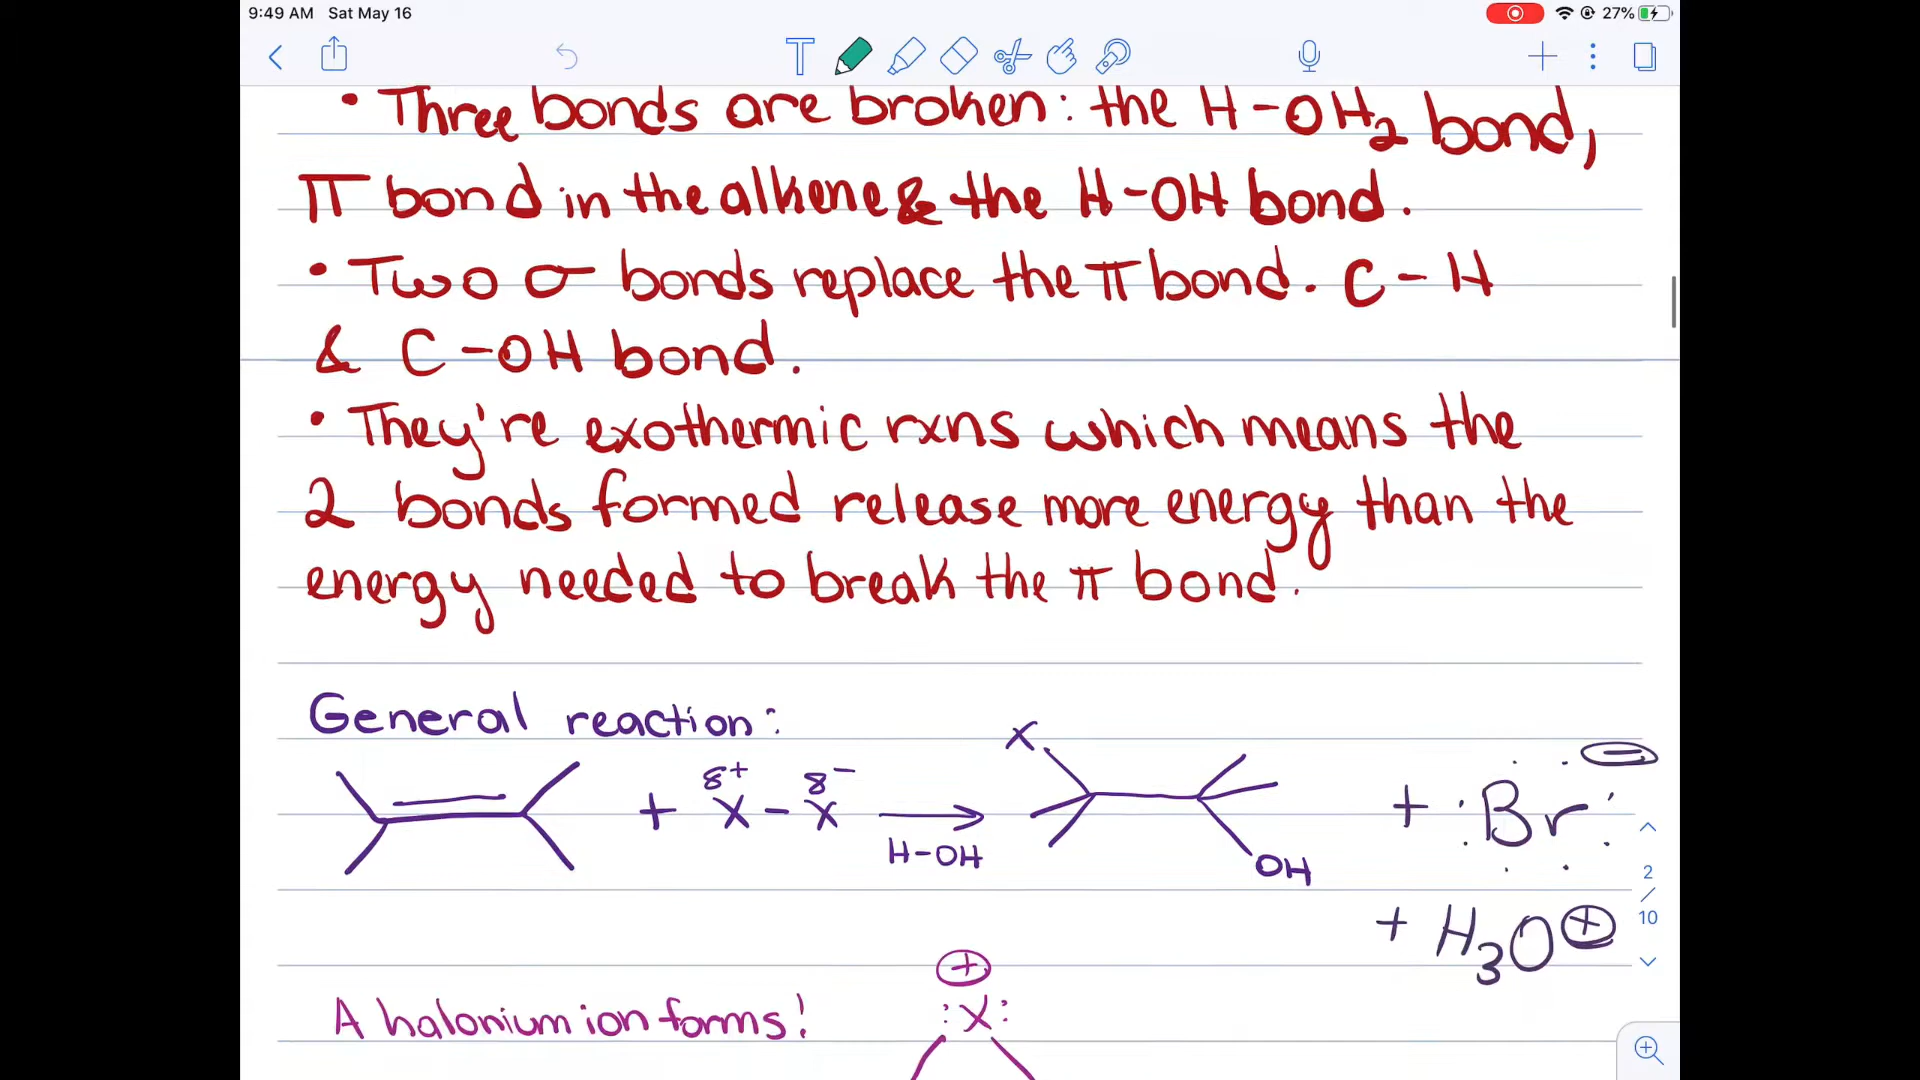 9:49 AM Sat May 16
27%
T
• Three bonds are broken: the H-OH₂ bond,
π bond in the alkene & the H-OH bond.
• Two σ bonds replace the π bond. C-H
& C-OH bond.
• They're exothermic rxns which means the
2 bonds formed release more energy than the
energy needed to break the π bond.
General reaction:
X
δ+ δ-
+ X-X
H-OH
OH
+ :Br: ⊖
+ H₃O⊕
2
/
10
⊕
:X:
A halonium ion forms!